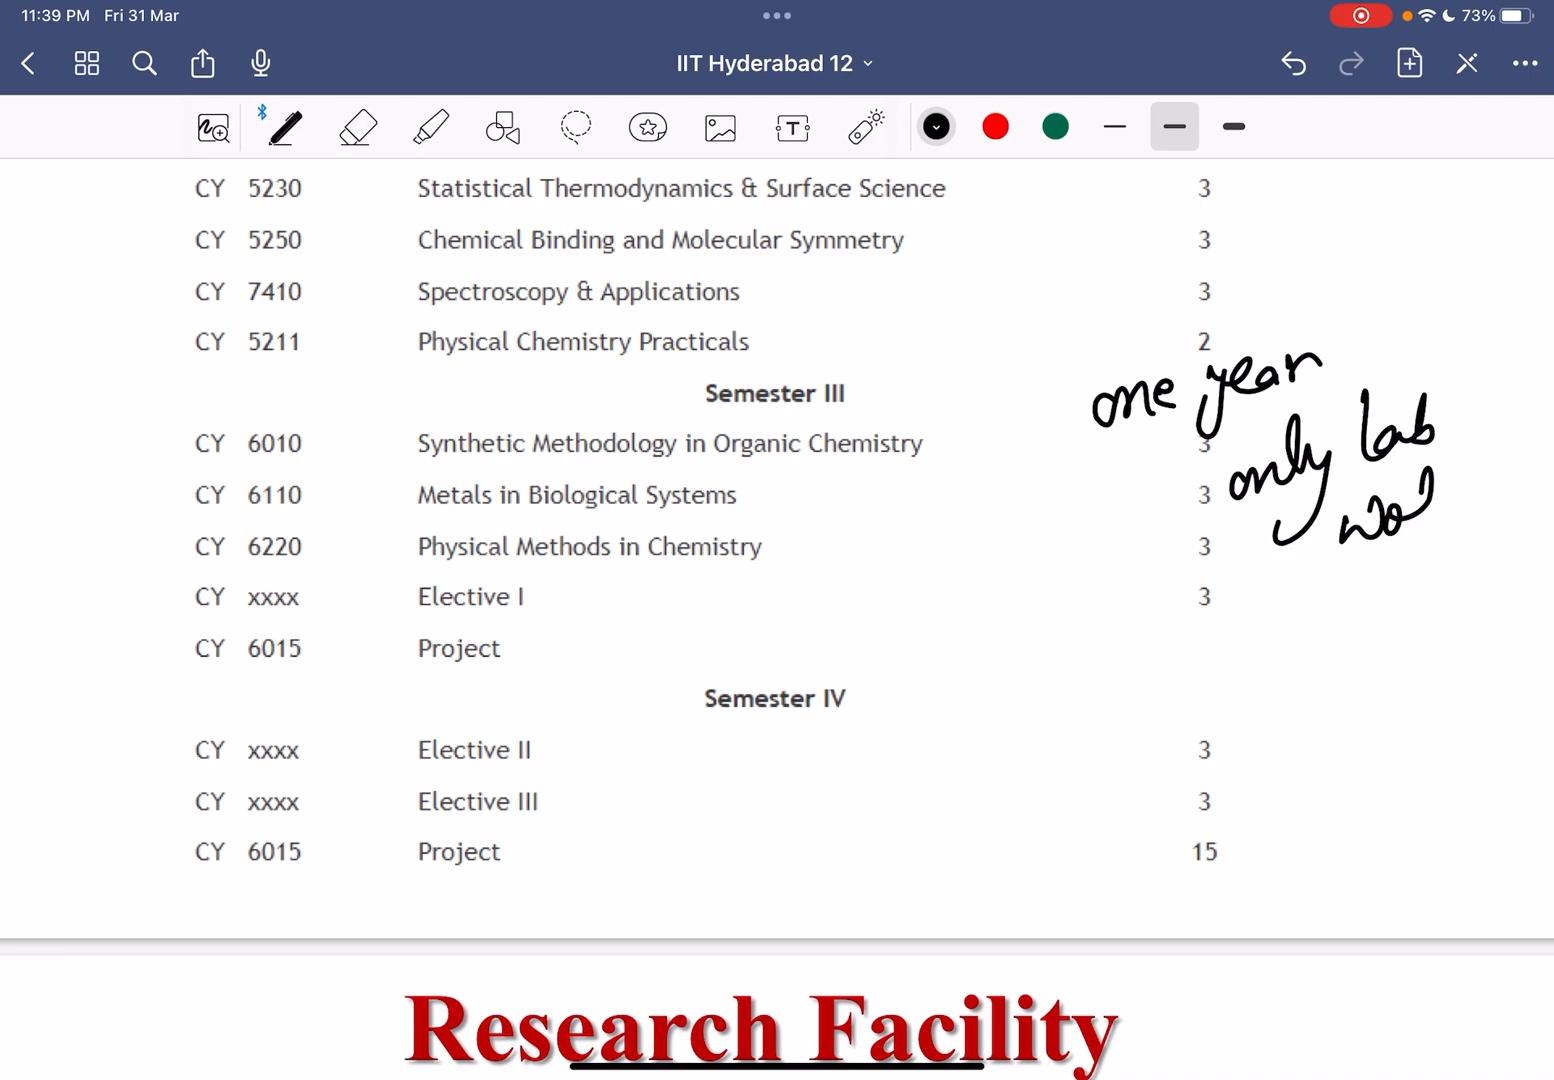 11:39 PM Fri 31 Mar 73%
IIT Hyderabad 12
T
CY 5230 Statistical Thermodynamics & Surface Science 3
CY 5250 Chemical Binding and Molecular Symmetry 3
CY 7410 Spectroscopy & Applications 3
CY 5211 Physical Chemistry Practicals 2
one year
Semester III
CY 6010 Synthetic Methodology in Organic Chemistry 3
only lab
CY 6110 Metals in Biological Systems 3
CY 6220 Physical Methods in Chemistry 3
CY xxxx Elective I 3
CY 6015 Project
Semester IV
CY xxxx Elective II 3
CY xxxx Elective III 3
CY 6015 Project 15
Research Facility